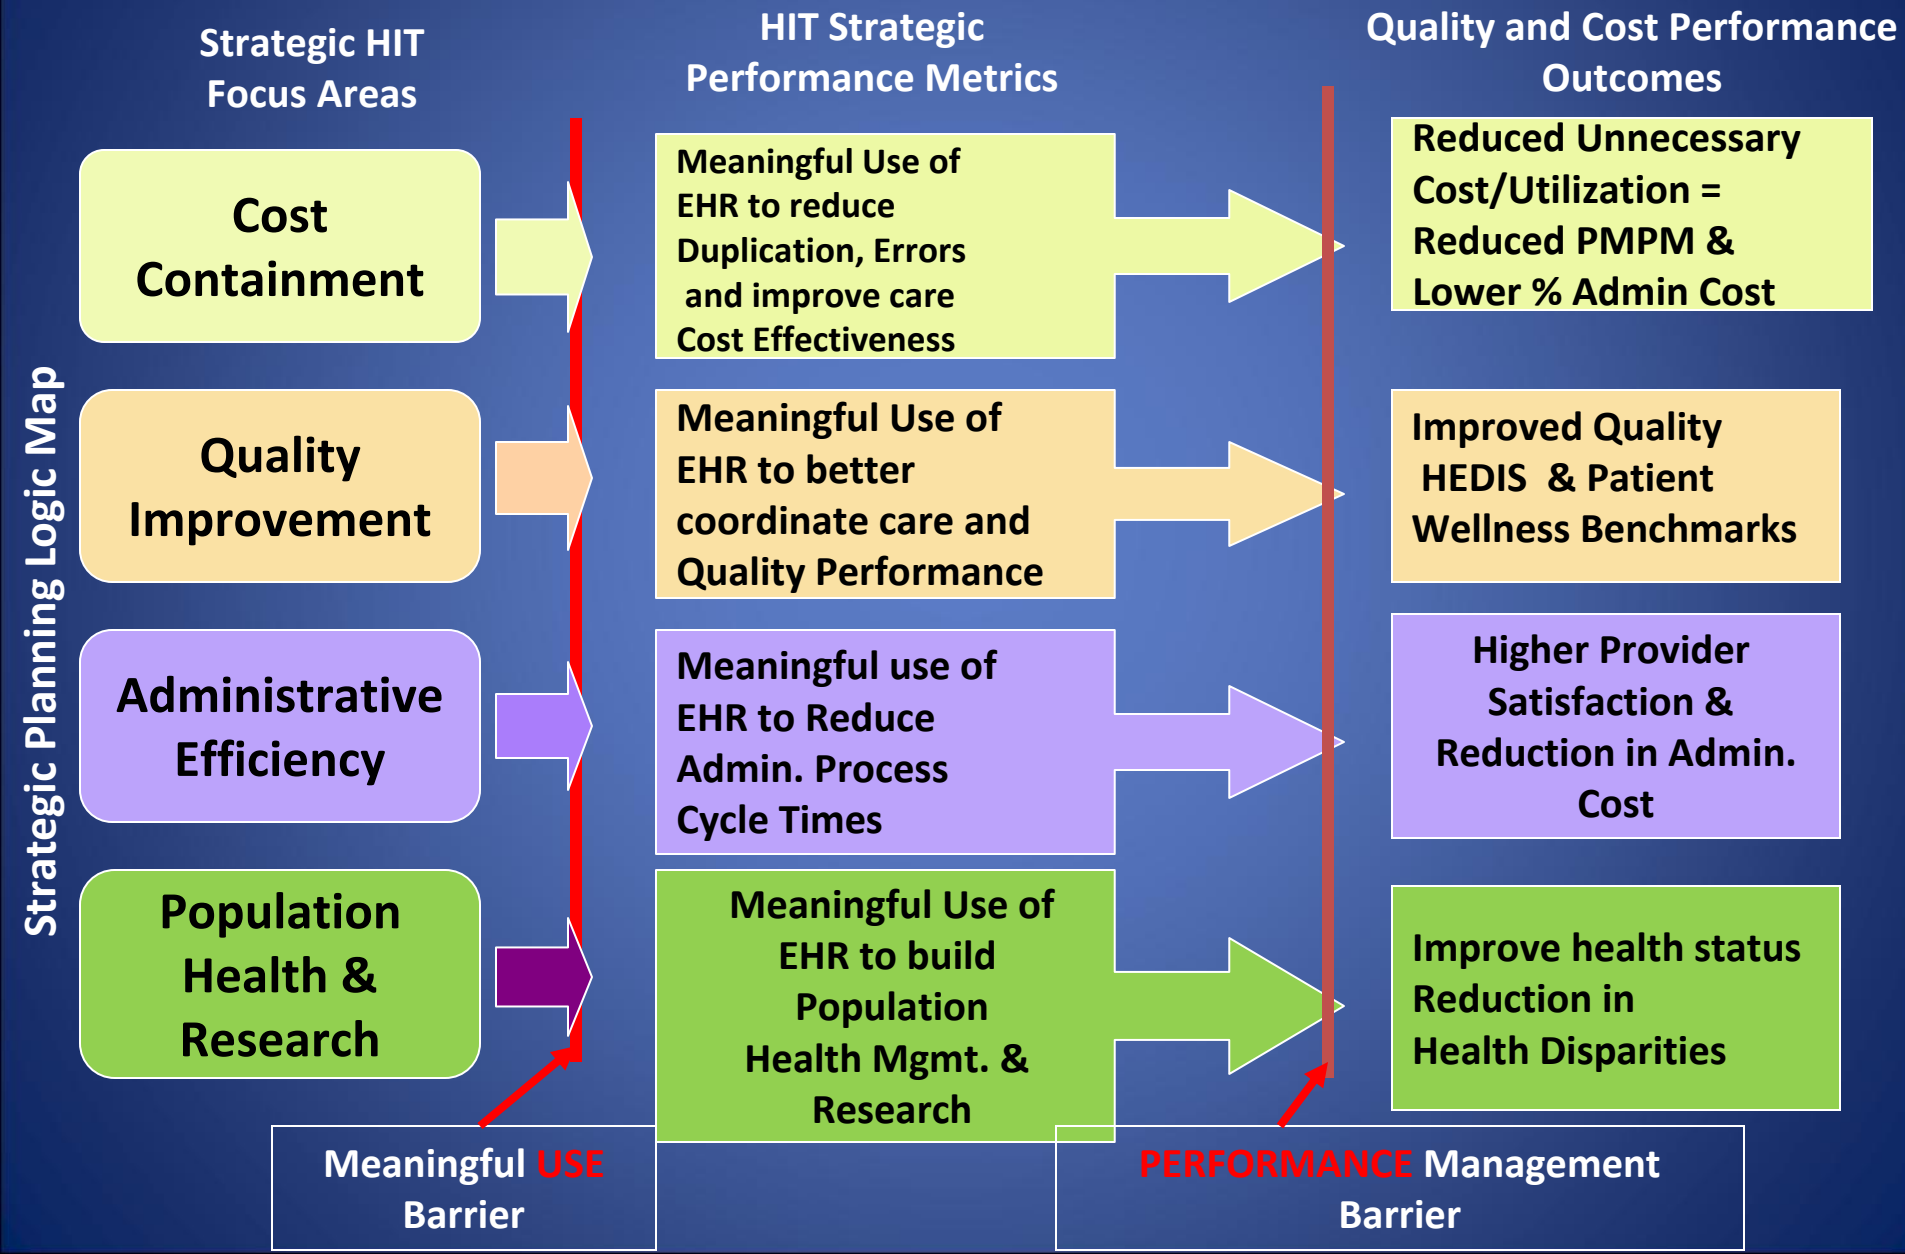 Strategic HIT
Focus Areas
HIT Strategic
Performance Metrics
Quality and Cost Performance
Outcomes
Strategic Planning Logic Map
Cost
Containment
Meaningful Use of
EHR to reduce
Duplication, Errors
and improve care
Cost Effectiveness
Reduced Unnecessary
Cost/Utilization =
Reduced PMPM &
Lower % Admin Cost
Quality
Improvement
Meaningful Use of
EHR to better
coordinate care and
Quality Performance
Improved Quality
HEDIS & Patient
Wellness Benchmarks
Administrative
Efficiency
Meaningful use of
EHR to Reduce
Admin. Process
Cycle Times
Higher Provider
Satisfaction &
Reduction in Admin.
Cost
Population
Health &
Research
Meaningful Use of
EHR to build
Population
Health Mgmt. &
Research
Improve health status
Reduction in
Health Disparities
Meaningful USE
Barrier
PERFORMANCE Management
Barrier